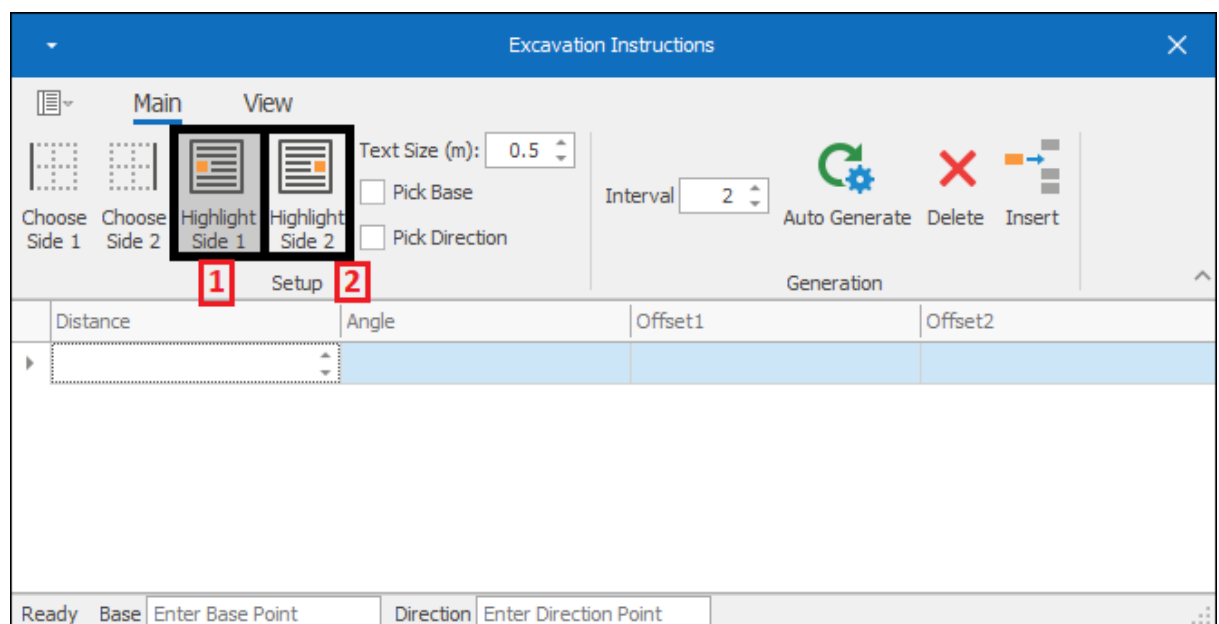 Excavation Instructions
Main View
Text Size (m): 0.5
Pick Base
Interval 2
Choose Choose Highlight Highlight Auto Generate Delete Insert
Side 1 Side 2 Side 1 Side 2 Pick Direction
1 Setup 2 Generation
Distance Angle Offset1 Offset2
Ready Base Enter Base Point Direction Enter Direction Point